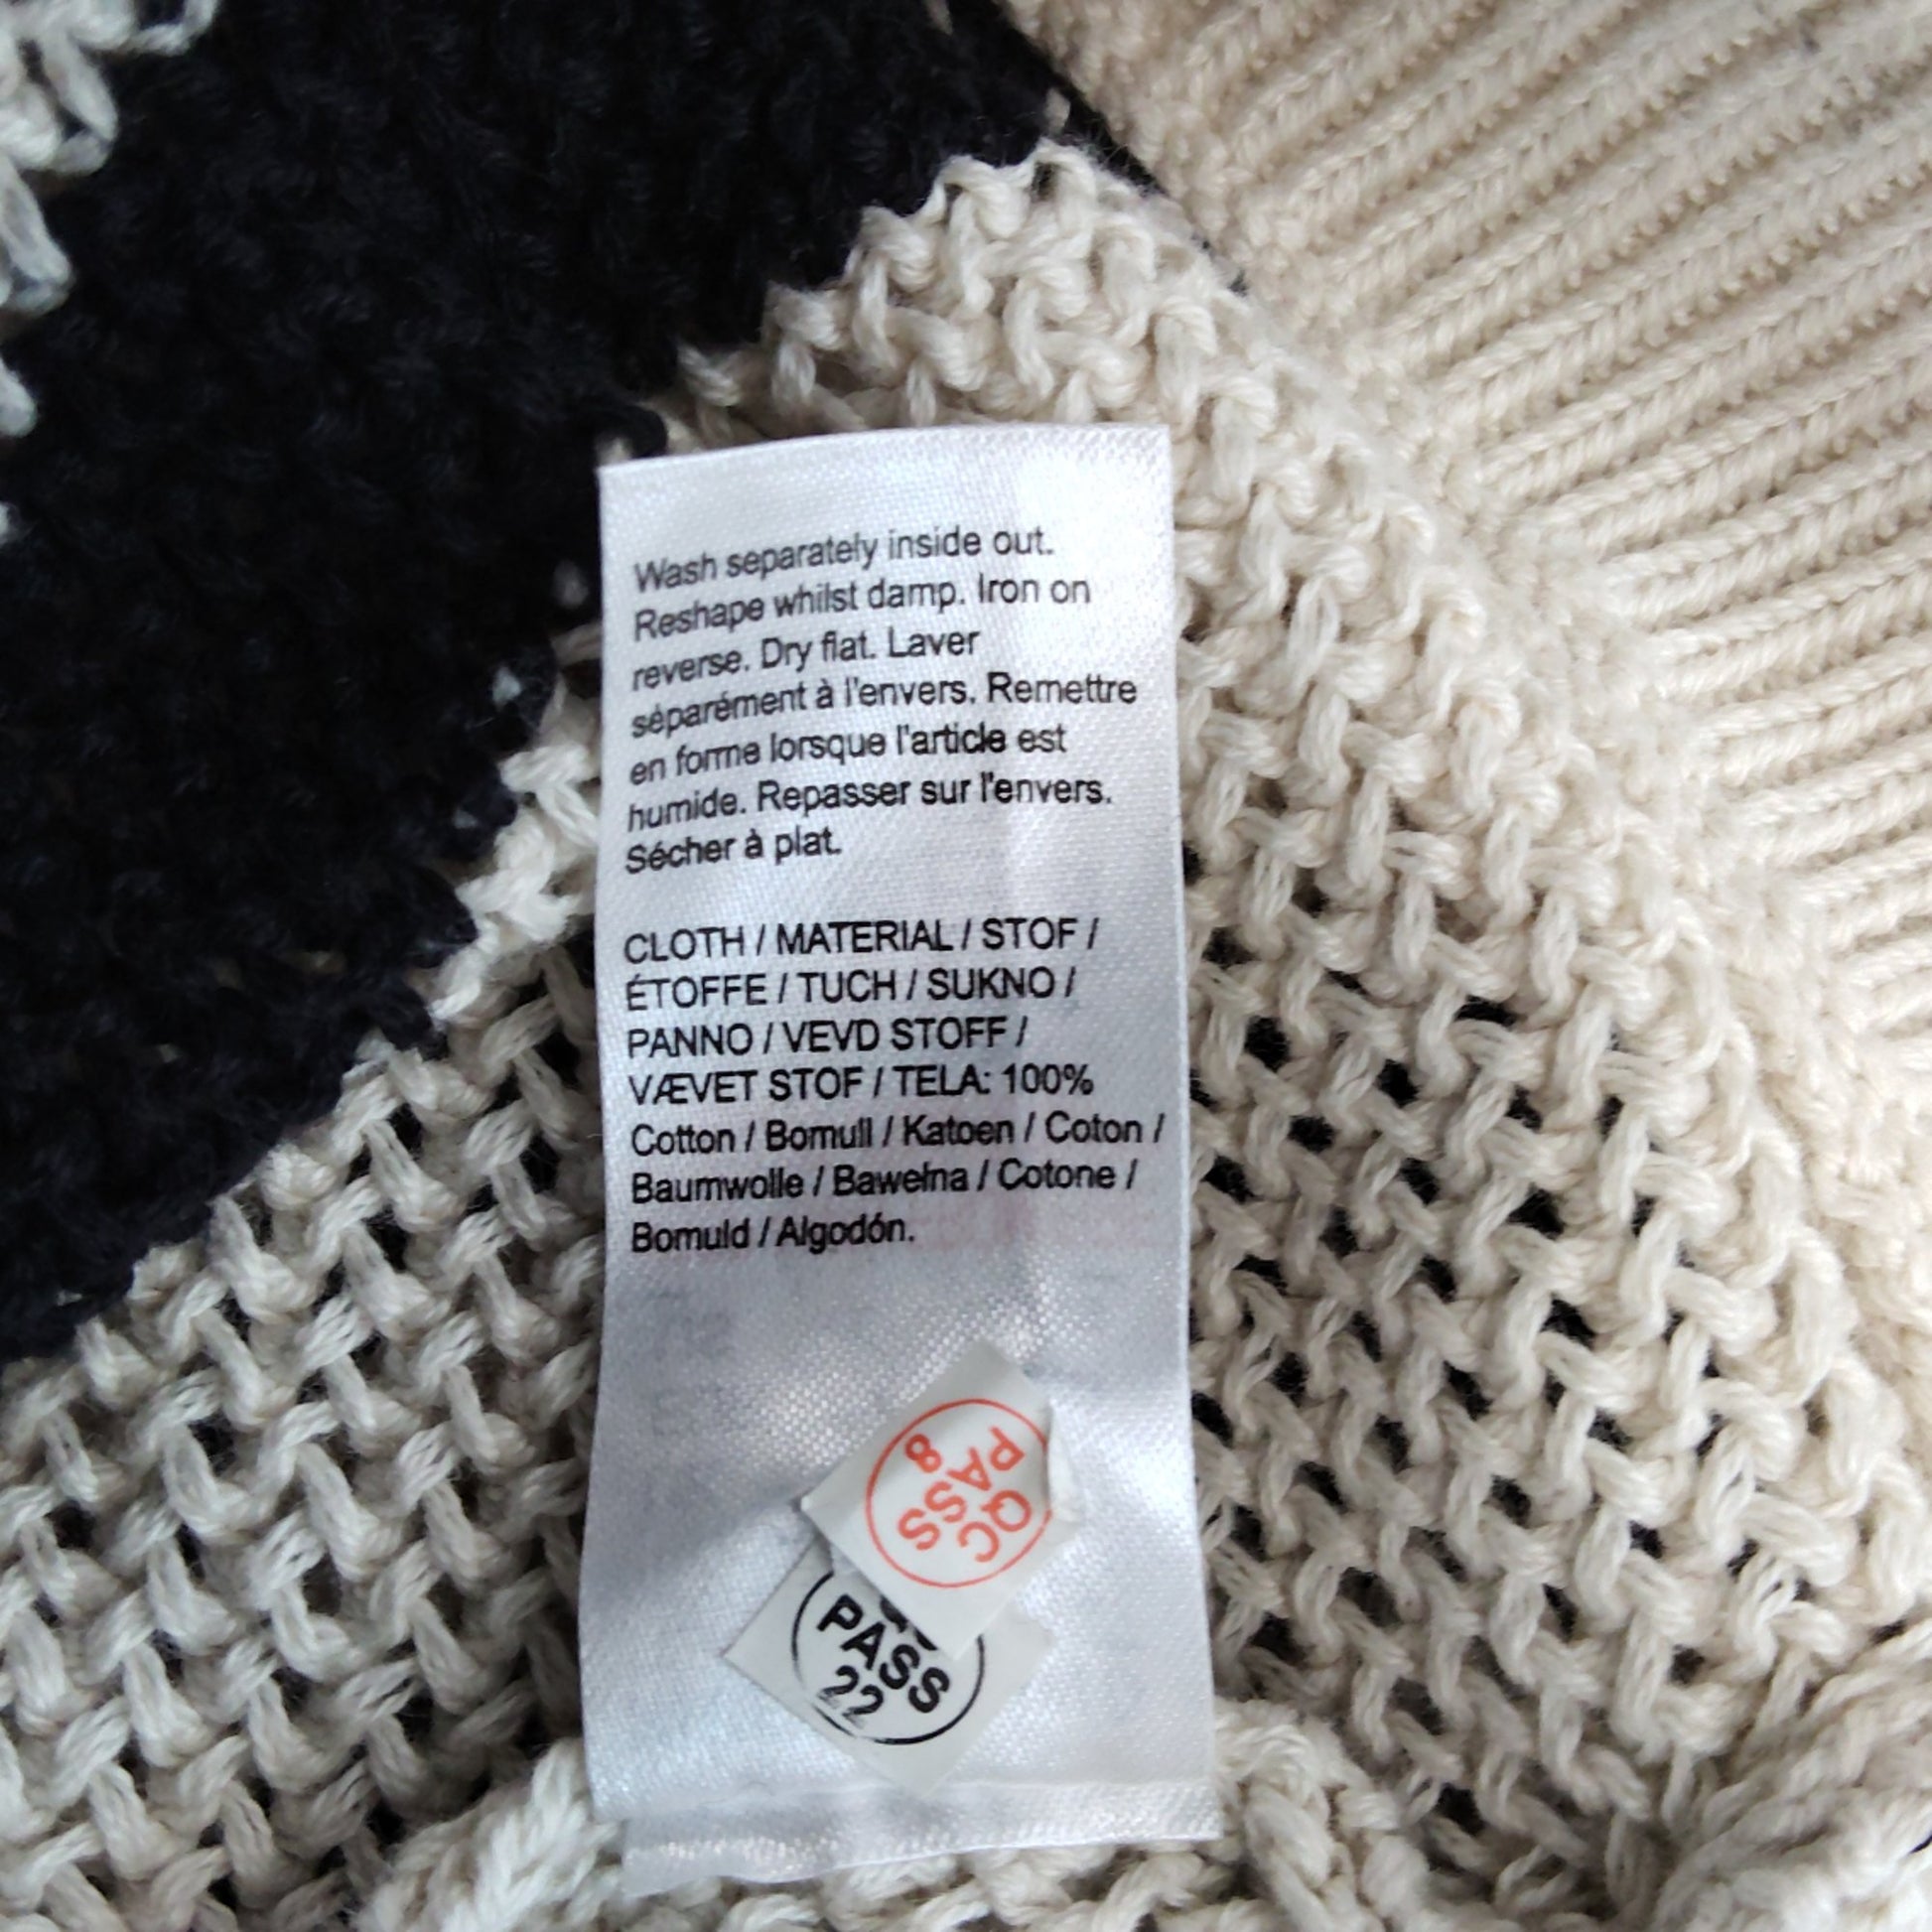 Wash separately inside out.
Reshape whilst damp. Iron on
reverse. Dry flat. Laver
séparément à l'envers. Remettre
en forme lorsque l'article est
humide. Repasser sur l'envers.
Sécher à plat.
CLOTH / MATERIAL / STOF /
ÉTOFFE / TUCH / SUKNO /
PANNO / VEVD STOFF /
VÆVET STOF / TELA: 100%
Cotton / Bomull / Katoen / Coton /
Baumwolle / Bawełna / Cotone /
Bomuld / Algodón.
QC
PASS
8
PASS
22